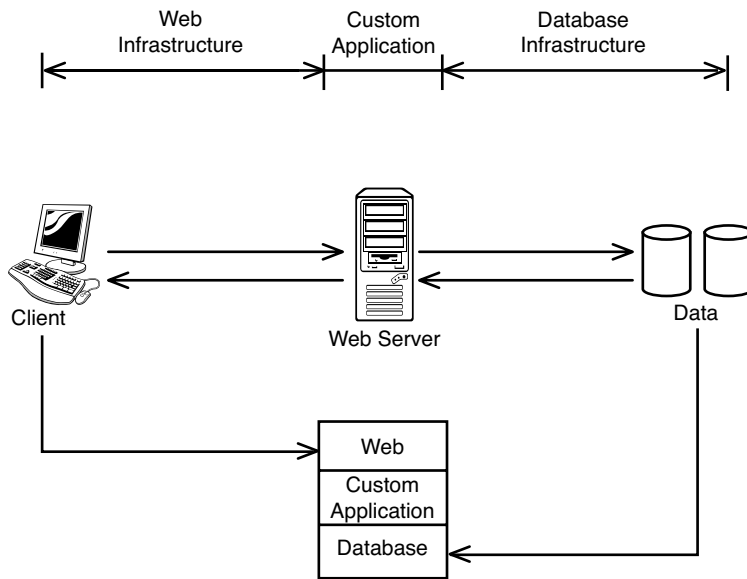 Web
Infrastructure
Custom
Application
Database
Infrastructure
Client
Web Server
Data
Web
Custom
Application
Database